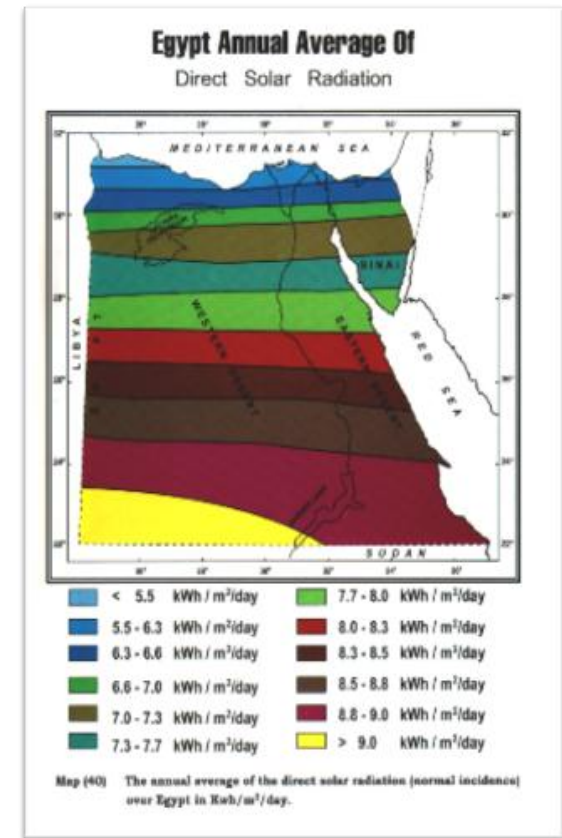 Egypt Annual Average Of
Direct Solar Radiation
MEDITERRANEAN SEA
SINAI
LIBYA
WESTERN DESERT
EASTERN DESERT
RED SEA
SUDAN
< 5.5 kWh / m²/day
5.5 - 6.3 kWh / m²/day
6.3 - 6.6 kWh / m²/day
6.6 - 7.0 kWh / m²/day
7.0 - 7.3 kWh / m²/day
7.3 - 7.7 kWh / m²/day
7.7 - 8.0 kWh / m²/day
8.0 - 8.3 kWh / m²/day
8.3 - 8.5 kWh / m²/day
8.5 - 8.8 kWh / m²/day
8.8 - 9.0 kWh / m²/day
> 9.0 kWh / m²/day
Map (40) The annual average of the direct solar radiation (normal incidence)
over Egypt in Kwh/m²/day.